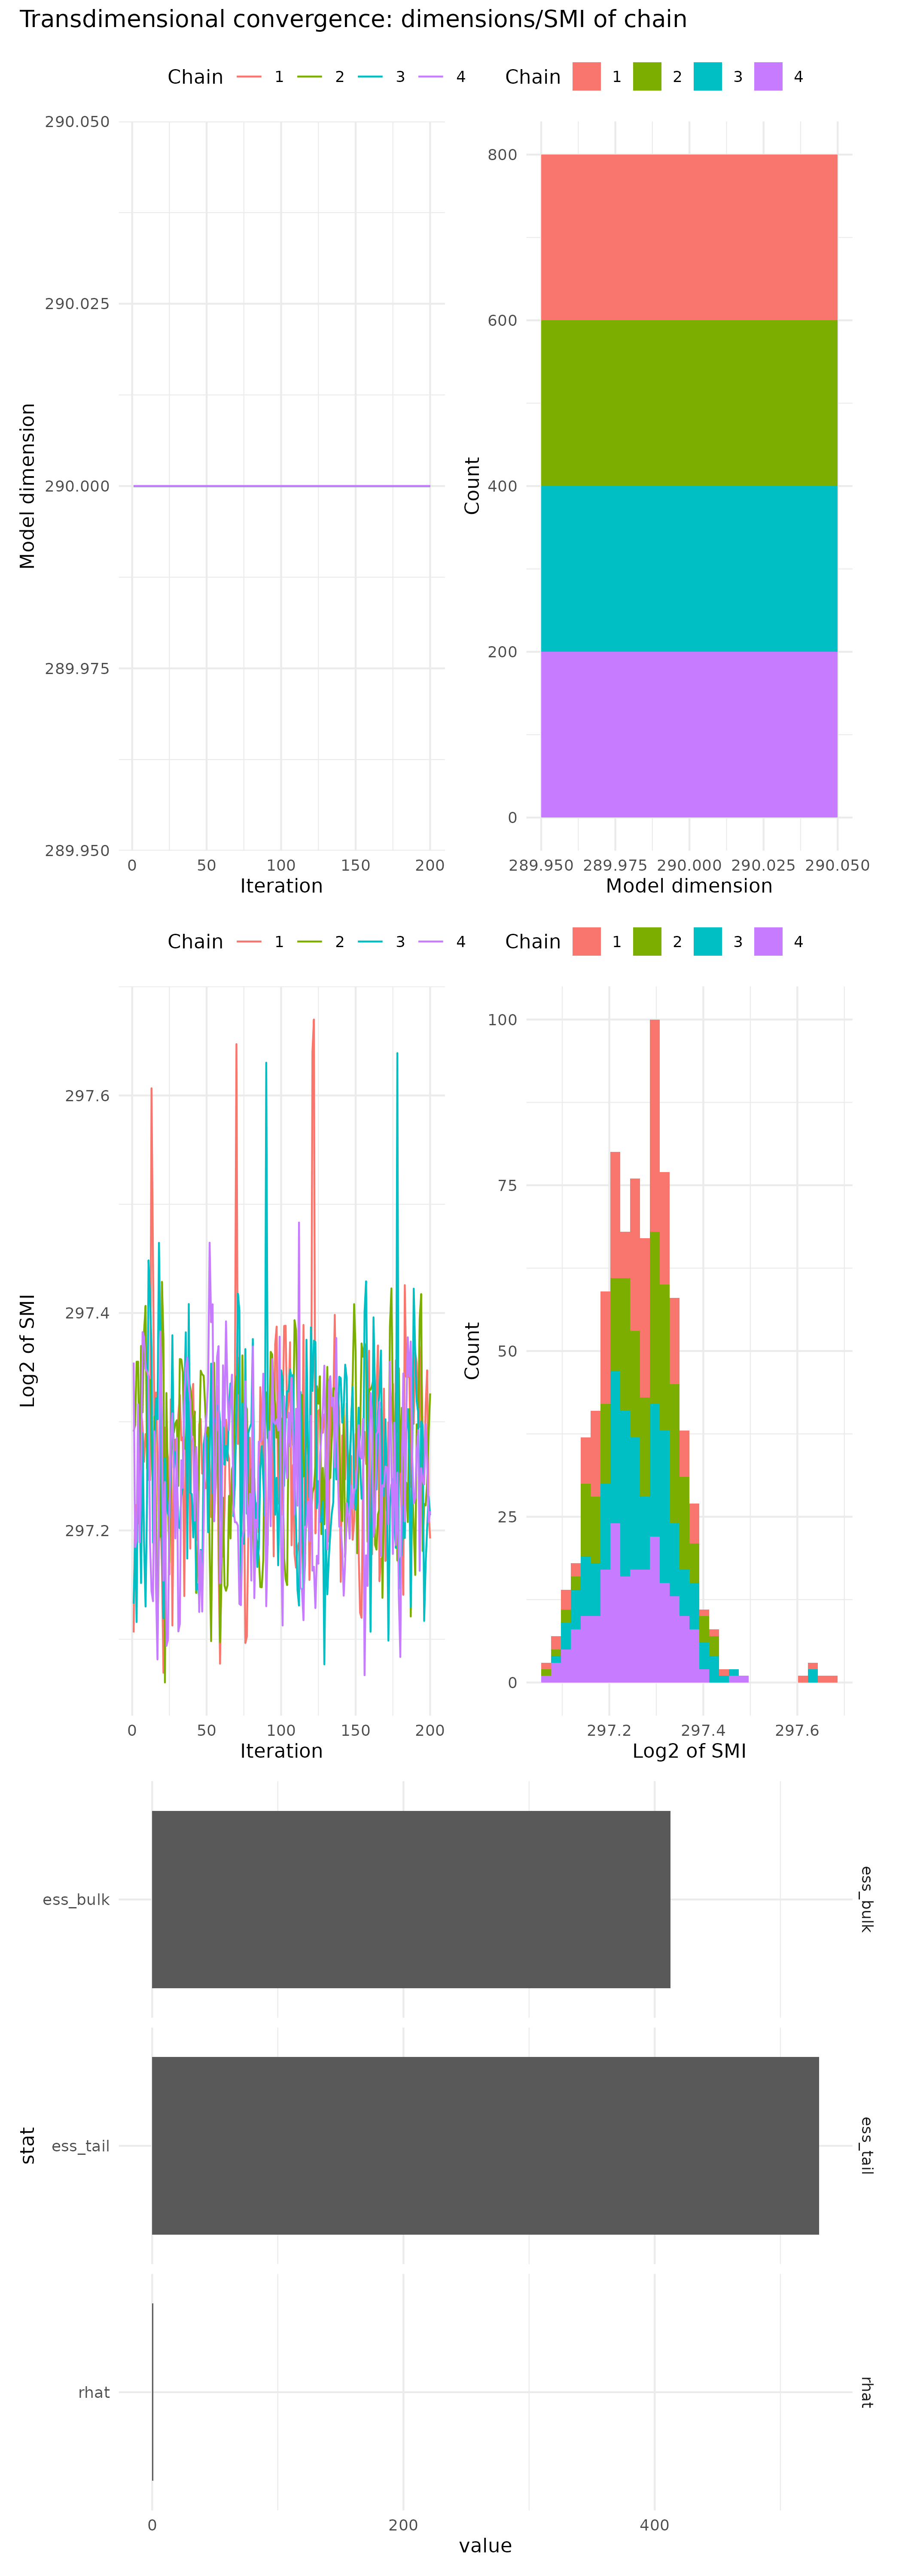 Transdimensional convergence: dimensions/SMI of chain
Chain 1 2 3 4
Chain 1 2 3 4
290.050
290.025
290.000
289.975
289.950
Model dimension
0 50 100 150 200
Iteration
800
600
400
200
0
Count
289.950 289.975 290.000 290.025 290.050
Model dimension
Chain 1 2 3 4
Chain 1 2 3 4
297.6
297.4
297.2
Log2 of SMI
0 50 100 150 200
Iteration
100
75
50
25
0
Count
297.2 297.4 297.6
Log2 of SMI
ess_bulk
ess_bulk
stat
ess_tail
ess_tail
rhat
rhat
0 200 400
value